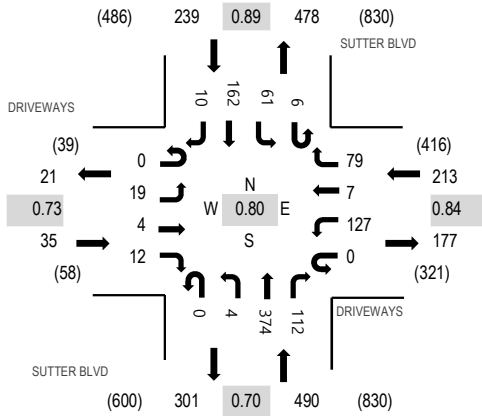 (486) 239 0.89 478 (830)
SUTTER BLVD
10 162 61 6
DRIVEWAYS
(39) (416)
0 79
21 213
19 N 7
0.73 W 0.80 E 0.84
4 S 127
35 177
12 0
(58) (321)
0 4 374 112
DRIVEWAYS
SUTTER BLVD
(600) 301 0.70 490 (830)